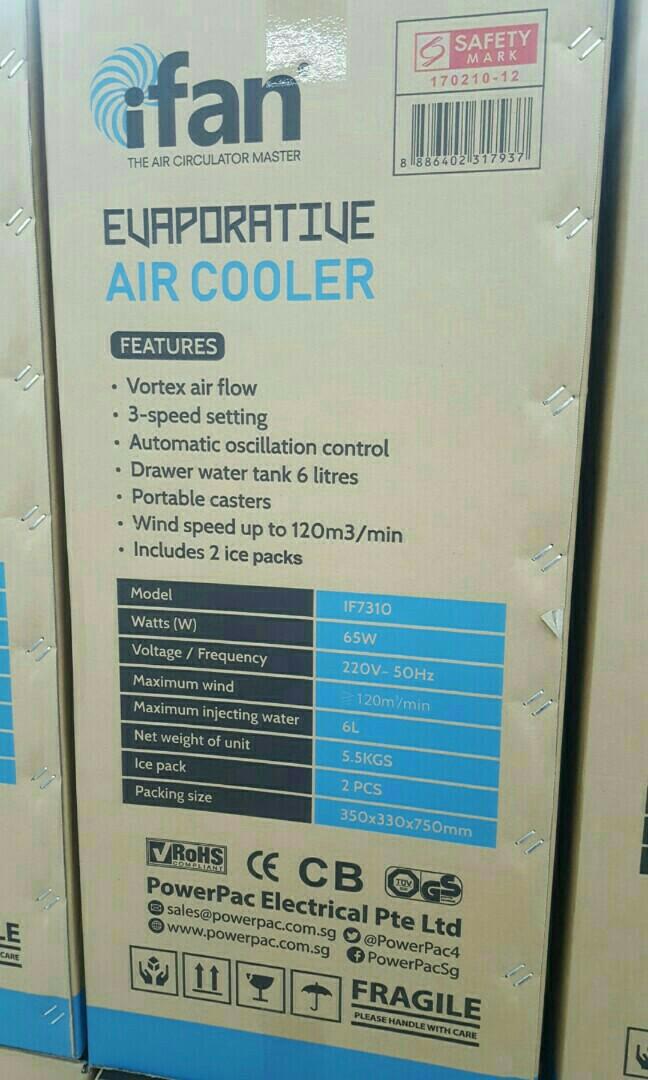 ifan
THE AIR CIRCULATOR MASTER
SAFETY
MARK
170210-12
8 886402 317937
EVAPORATIVE
AIR COOLER
FEATURES
• Vortex air flow
• 3-speed setting
• Automatic oscillation control
• Drawer water tank 6 litres
• Portable casters
• Wind speed up to 120m3/min
• Includes 2 ice packs
Model IF7310
Watts (W) 65W
Voltage / Frequency 220V~ 50Hz
Maximum wind ≥120m³/min
Maximum injecting water 6L
Net weight of unit 5.5KGS
Ice pack 2 PCS
Packing size 350x330x750mm
RoHS
COMPLIANT
CE CB
TÜV GS
PowerPac Electrical Pte Ltd
sales@powerpac.com.sg @PowerPac4
www.powerpac.com.sg PowerPacSg
FRAGILE
PLEASE HANDLE WITH CARE
LE
CARE